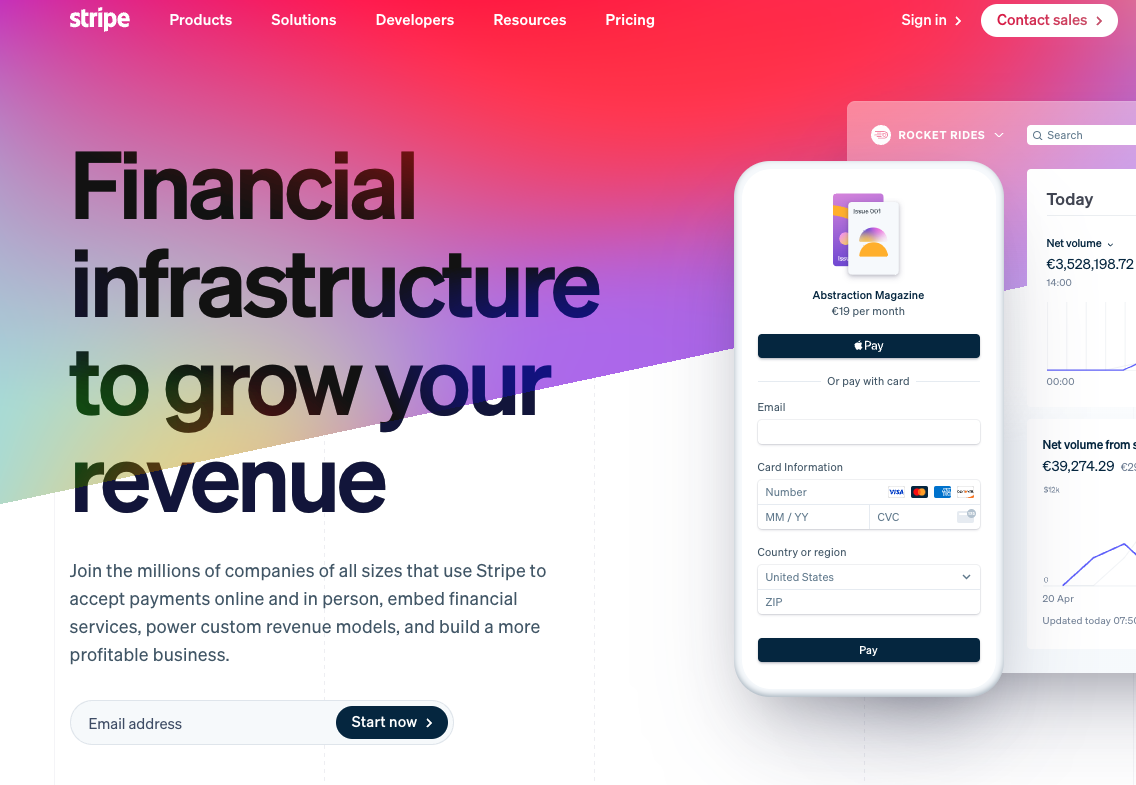 stripe
Products
Solutions
Developers
Resources
Pricing
Sign in
Contact sales
Financial
infrastructure
to grow your
revenue
Join the millions of companies of all sizes that use Stripe to
accept payments online and in person, embed financial
services, power custom revenue models, and build a more
profitable business.
Email address
Start now
Issue 001
Abstraction Magazine
€19 per month
Pay
Or pay with card
Email
Card Information
Number
VISA
MM / YY
CVC
Country or region
United States
ZIP
Pay
ROCKET RIDES
Search
Today
Net volume
€3,528,198.72
14:00
00:00
Net volume from
€39,274.29
$12k
0
20 Apr
Updated today